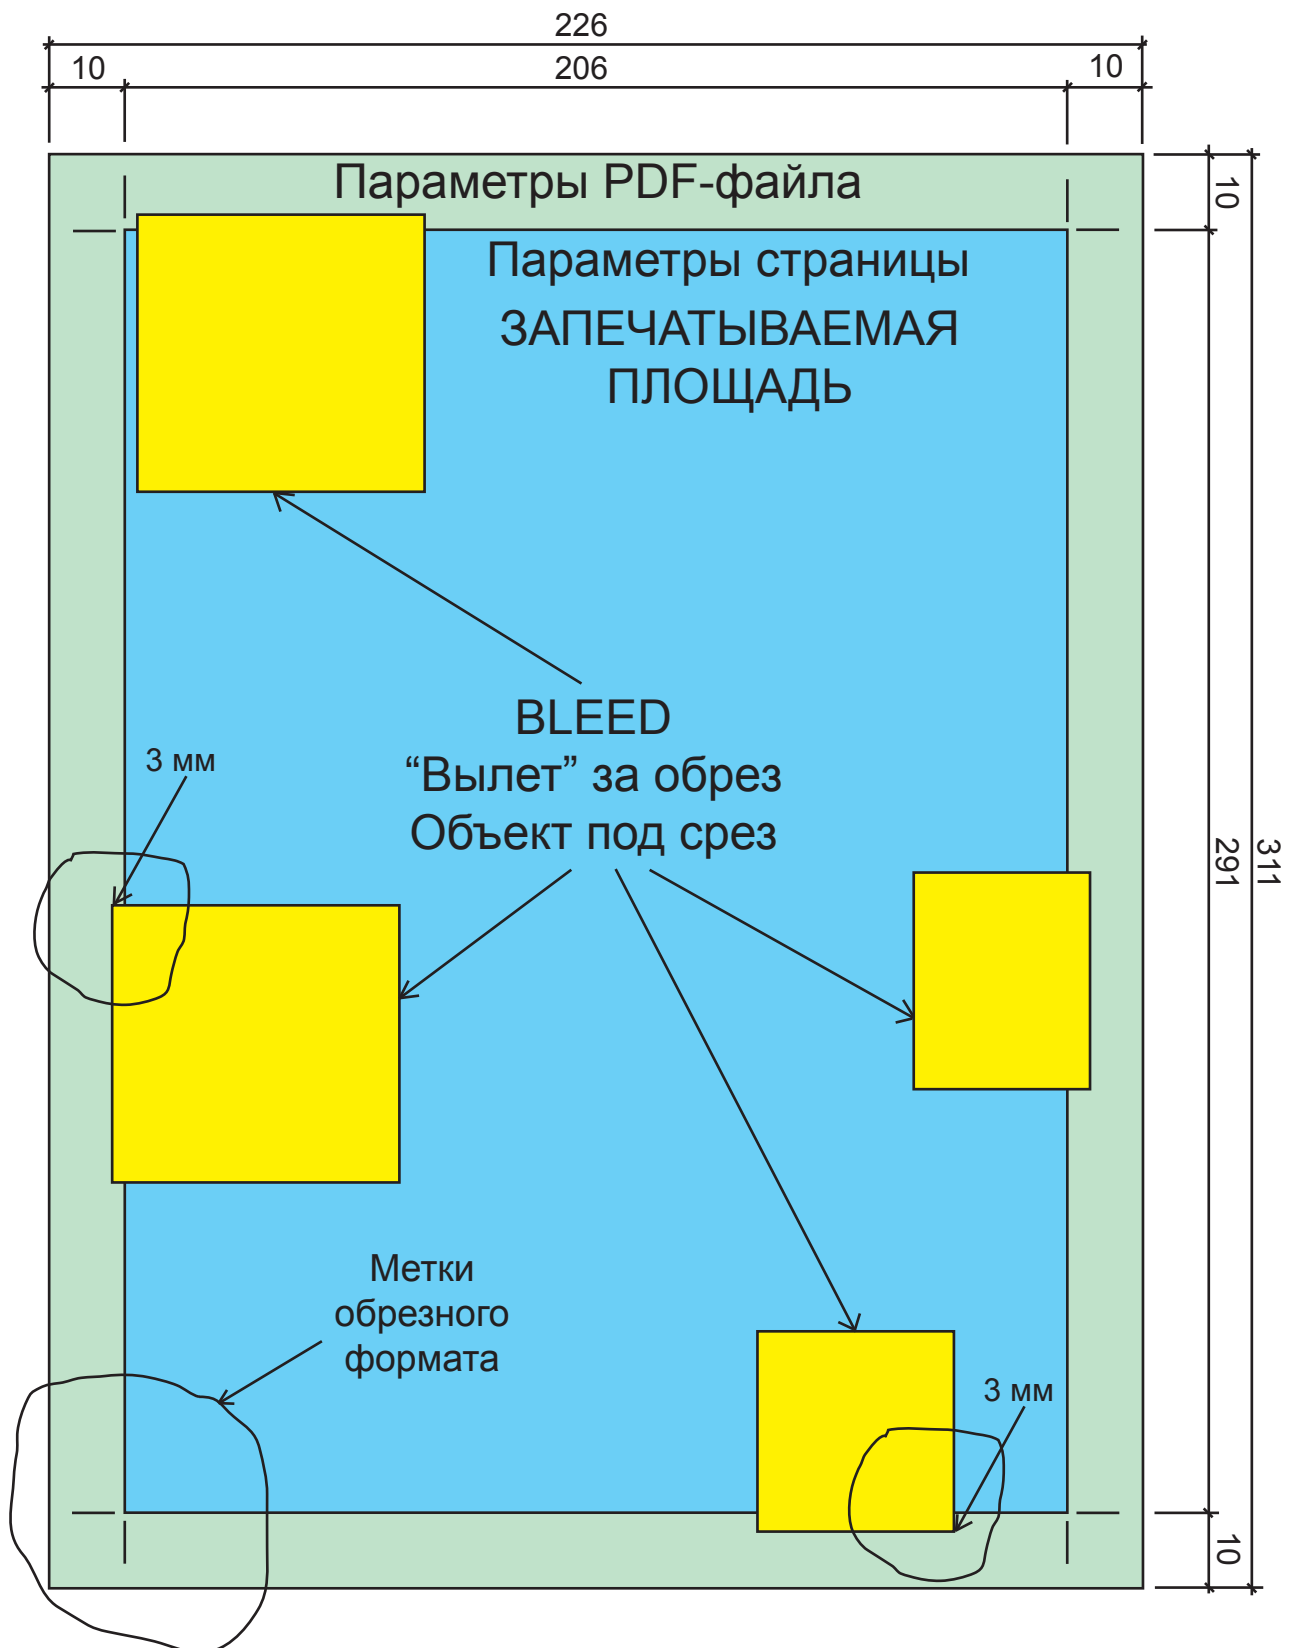 226
10
206
10
Параметры PDF-файла
10
Параметры страницы
ЗАПЕЧАТЫВАЕМАЯ
ПЛОЩАДЬ
BLEED
“Вылет” за обрез
Объект под срез
3 мм
291
311
Метки
обрезного
формата
3 мм
10